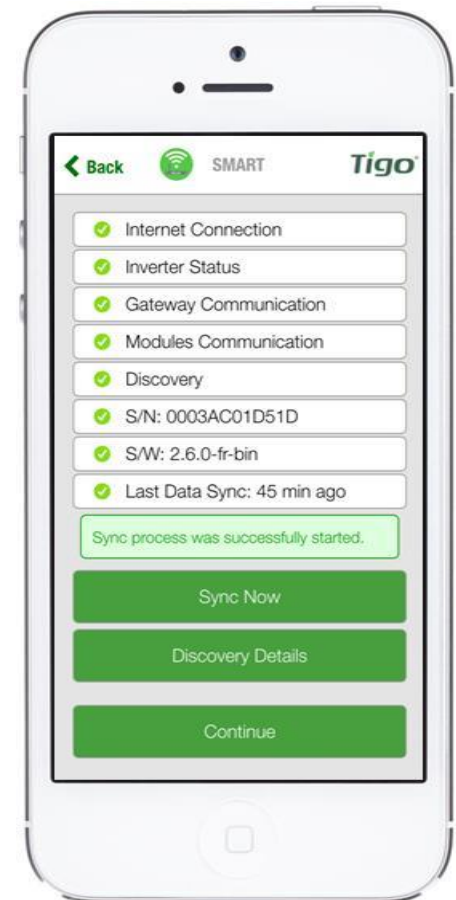 Back
SMART
Tigo
Internet Connection
Inverter Status
Gateway Communication
Modules Communication
Discovery
S/N: 0003AC01D51D
S/W: 2.6.0-fr-bin
Last Data Sync: 45 min ago
Sync process was successfully started.
Sync Now
Discovery Details
Continue